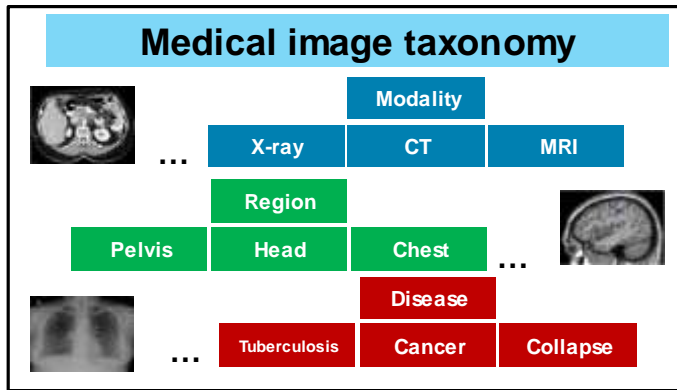 Medical image taxonomy
Modality
... X-ray CT MRI
Region
Pelvis Head Chest ...
Disease
... Tuberculosis Cancer Collapse